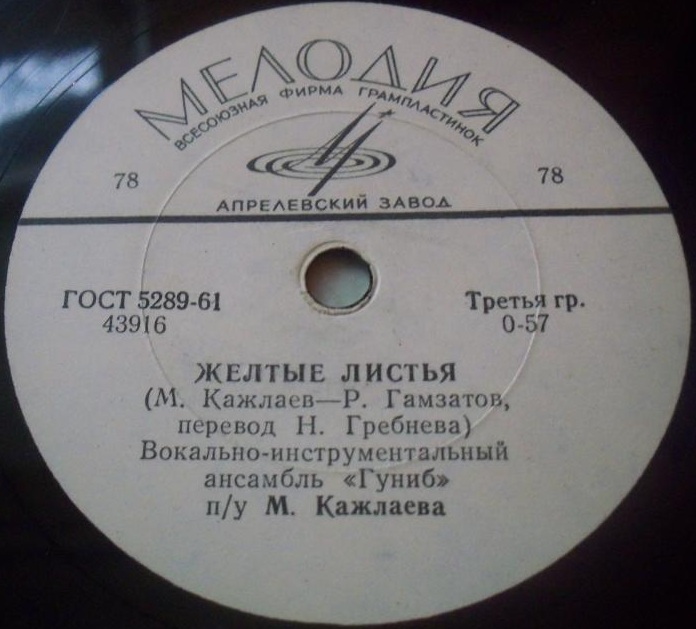 МЕЛОДИЯ
ВСЕСОЮЗНАЯ ФИРМА ГРАМПЛАСТИНОК
78
78
АПРЕЛЕВСКИЙ ЗАВОД
ГОСТ 5289-61
43916
Третья гр.
0-57
ЖЕЛТЫЕ ЛИСТЬЯ
(М. Кажлаев—Р. Гамзатов,
перевод Н. Гребнева)
Вокально-инструментальный
ансамбль «Гуниб»
п/у М. Кажлаева